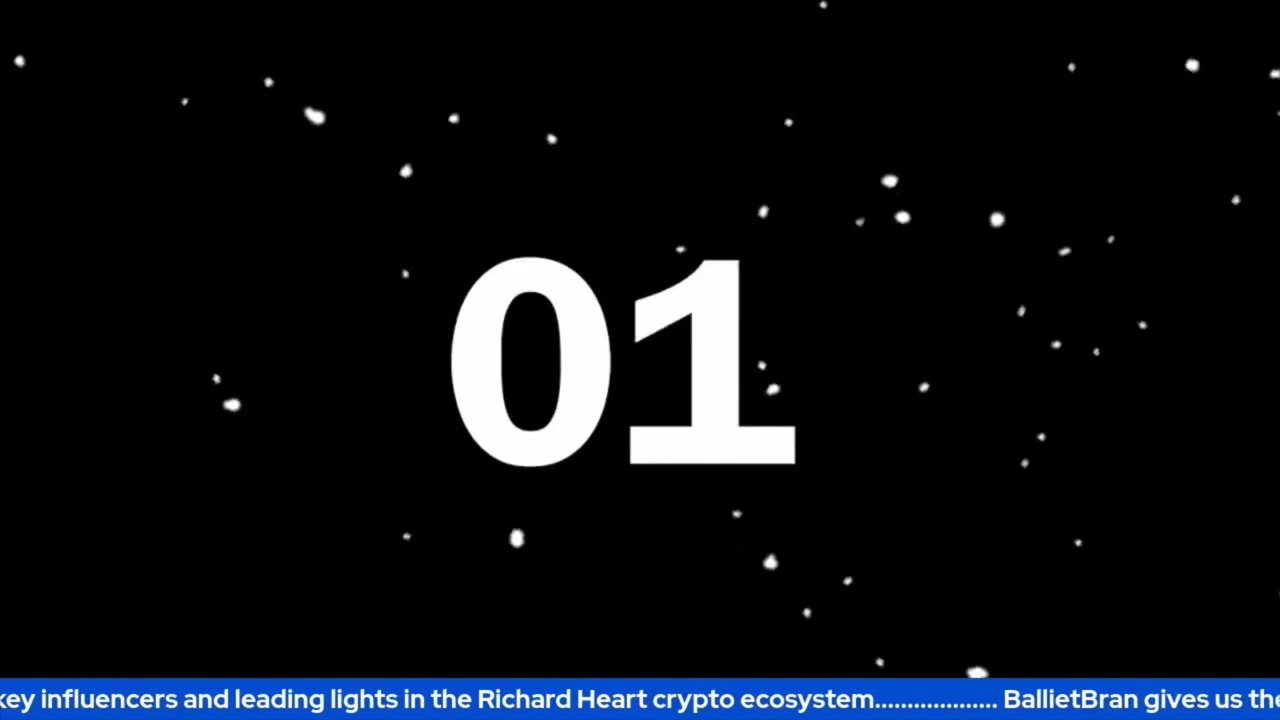 01
key influencers and leading lights in the Richard Heart crypto ecosystem................... BallietBran gives us the